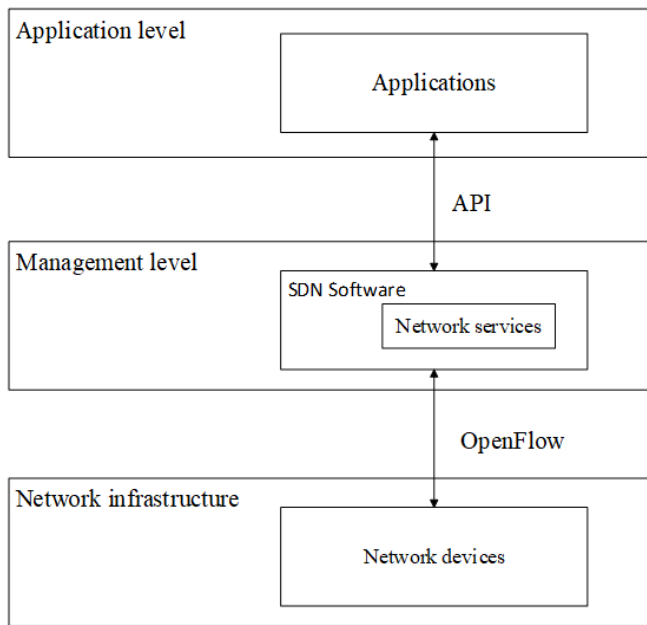 Application level
Applications
API
Management level
SDN Software
Network services
OpenFlow
Network infrastructure
Network devices